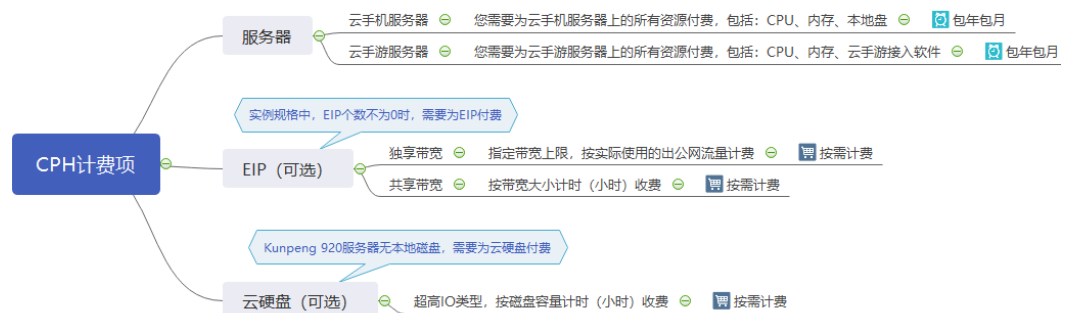 CPH计费项
服务器
云手机服务器 您需要为云手机服务器上的所有资源付费，包括：CPU、内存、本地盘 包年包月
云手游服务器 您需要为云手游服务器上的所有资源付费，包括：CPU、内存、云手游接入软件 包年包月
实例规格中，EIP个数不为0时，需要为EIP付费
EIP（可选）
独享带宽 指定带宽上限，按实际使用的出公网流量计费 按需计费
共享带宽 按带宽大小计时（小时）收费 按需计费
Kunpeng 920服务器无本地磁盘，需要为云硬盘付费
云硬盘（可选）
超高IO类型，按磁盘容量计时（小时）收费 按需计费